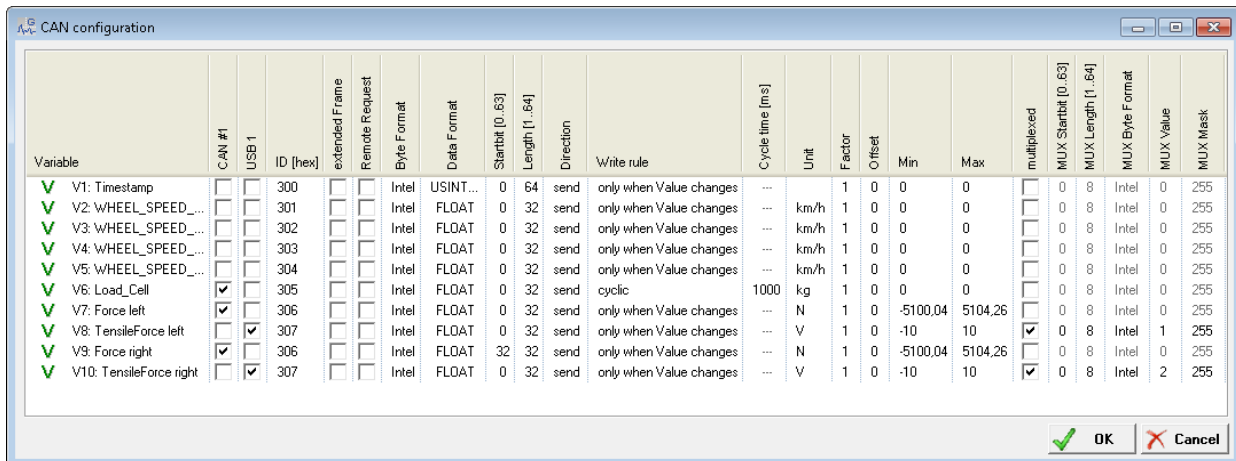 CAN configuration
Variable CAN #1 USB 1 ID [hex] extended Frame Remote Request Byte Format Data Format Startbit [0..63] Length [1..64] Direction Write rule Cycle time [ms] Unit Factor Offset Min Max multiplexed MUX Startbit [0..63] MUX Length [1..64] MUX Byte Format MUX Value MUX Mask
V V1: Timestamp 300 Intel USINT... 0 64 send only when Value changes --- 1 0 0 0 0 8 Intel 0 255
V V2: WHEEL_SPEED_... 301 Intel FLOAT 0 32 send only when Value changes --- km/h 1 0 0 0 0 8 Intel 0 255
V V3: WHEEL_SPEED_... 302 Intel FLOAT 0 32 send only when Value changes --- km/h 1 0 0 0 0 8 Intel 0 255
V V4: WHEEL_SPEED_... 303 Intel FLOAT 0 32 send only when Value changes --- km/h 1 0 0 0 0 8 Intel 0 255
V V5: WHEEL_SPEED_... 304 Intel FLOAT 0 32 send only when Value changes --- km/h 1 0 0 0 0 8 Intel 0 255
V V6: Load_Cell 305 Intel FLOAT 0 32 send cyclic 1000 kg 1 0 0 0 0 8 Intel 0 255
V V7: Force left 306 Intel FLOAT 0 32 send only when Value changes --- N 1 0 -5100,04 5104,26 0 8 Intel 0 255
V V8: TensileForce left 307 Intel FLOAT 0 32 send only when Value changes --- V 1 0 -10 10 0 8 Intel 1 255
V V9: Force right 306 Intel FLOAT 32 32 send only when Value changes --- N 1 0 -5100,04 5104,26 0 8 Intel 0 255
V V10: TensileForce right 307 Intel FLOAT 0 32 send only when Value changes --- V 1 0 -10 10 0 8 Intel 2 255
OK Cancel